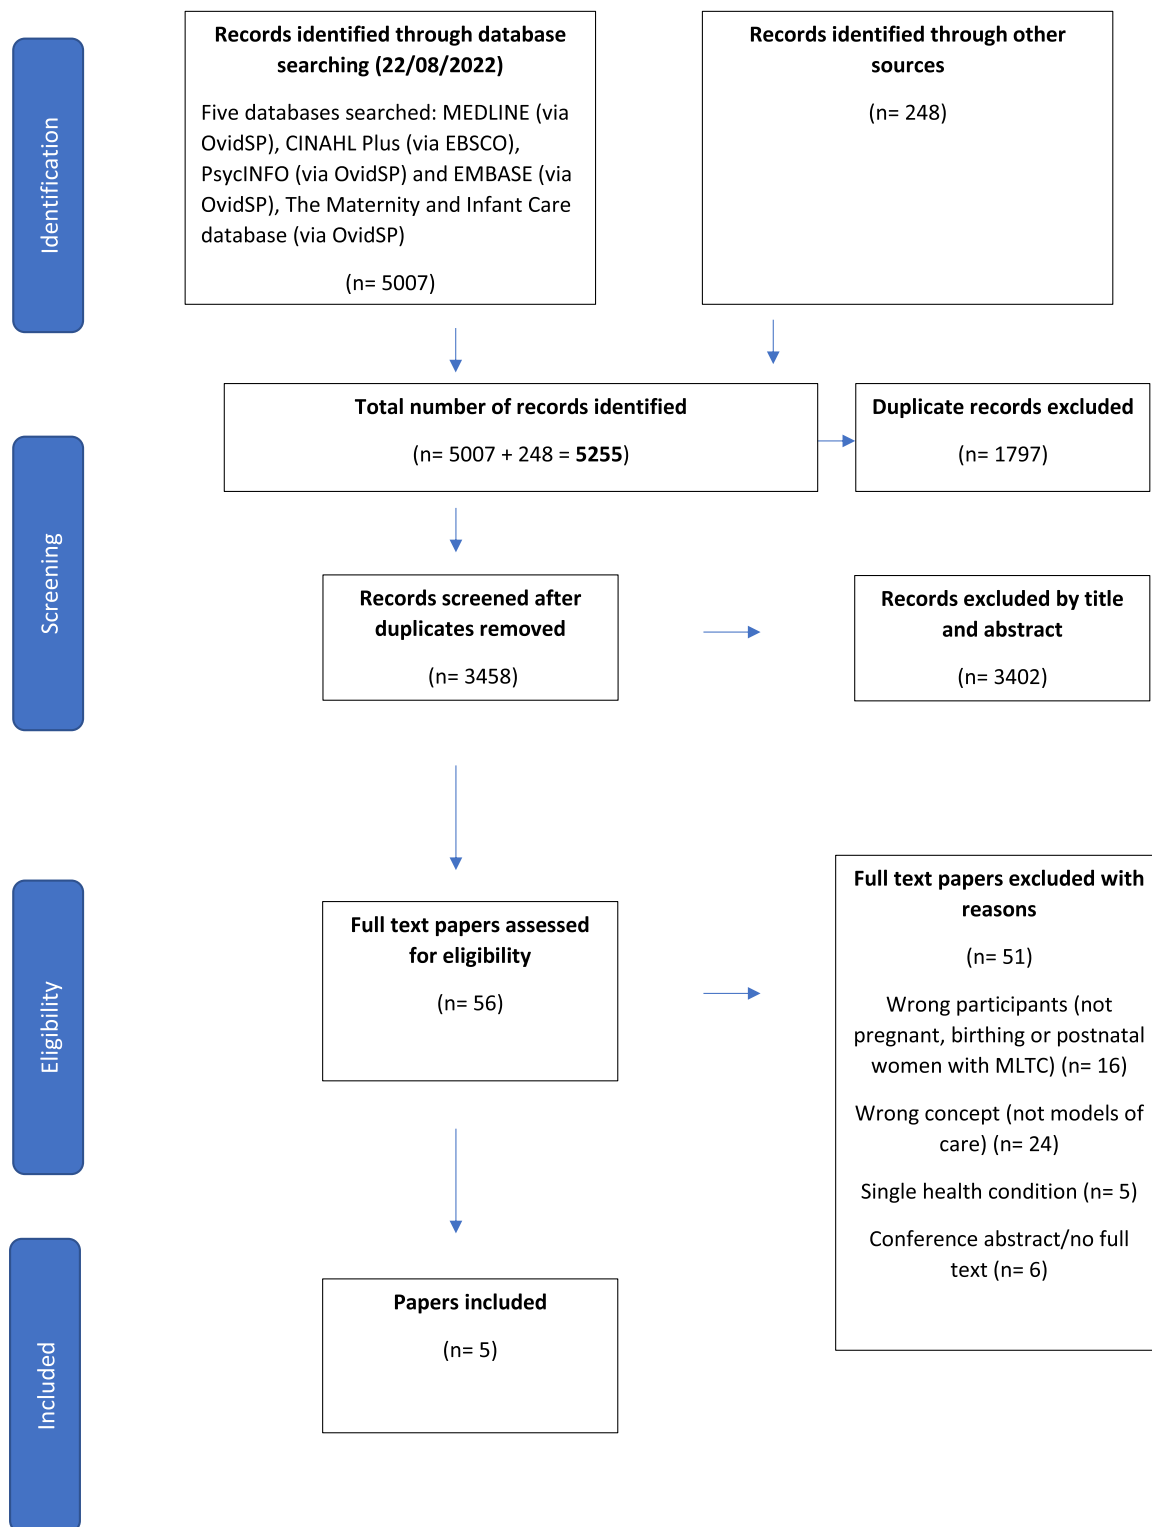 Identification
Records identified through database
searching (22/08/2022)
Five databases searched: MEDLINE (via
OvidSP), CINAHL Plus (via EBSCO),
PsycINFO (via OvidSP) and EMBASE (via
OvidSP), The Maternity and Infant Care
database (via OvidSP)
(n= 5007)
Records identified through other
sources
(n= 248)
Screening
Total number of records identified
(n= 5007 + 248 = 5255)
Duplicate records excluded
(n= 1797)
Records screened after
duplicates removed
(n= 3458)
Records excluded by title
and abstract
(n= 3402)
Eligibility
Full text papers assessed
for eligibility
(n= 56)
Full text papers excluded with
reasons
(n= 51)
Wrong participants (not
pregnant, birthing or postnatal
women with MLTC) (n= 16)
Wrong concept (not models of
care) (n= 24)
Single health condition (n= 5)
Conference abstract/no full
text (n= 6)
Included
Papers included
(n= 5)